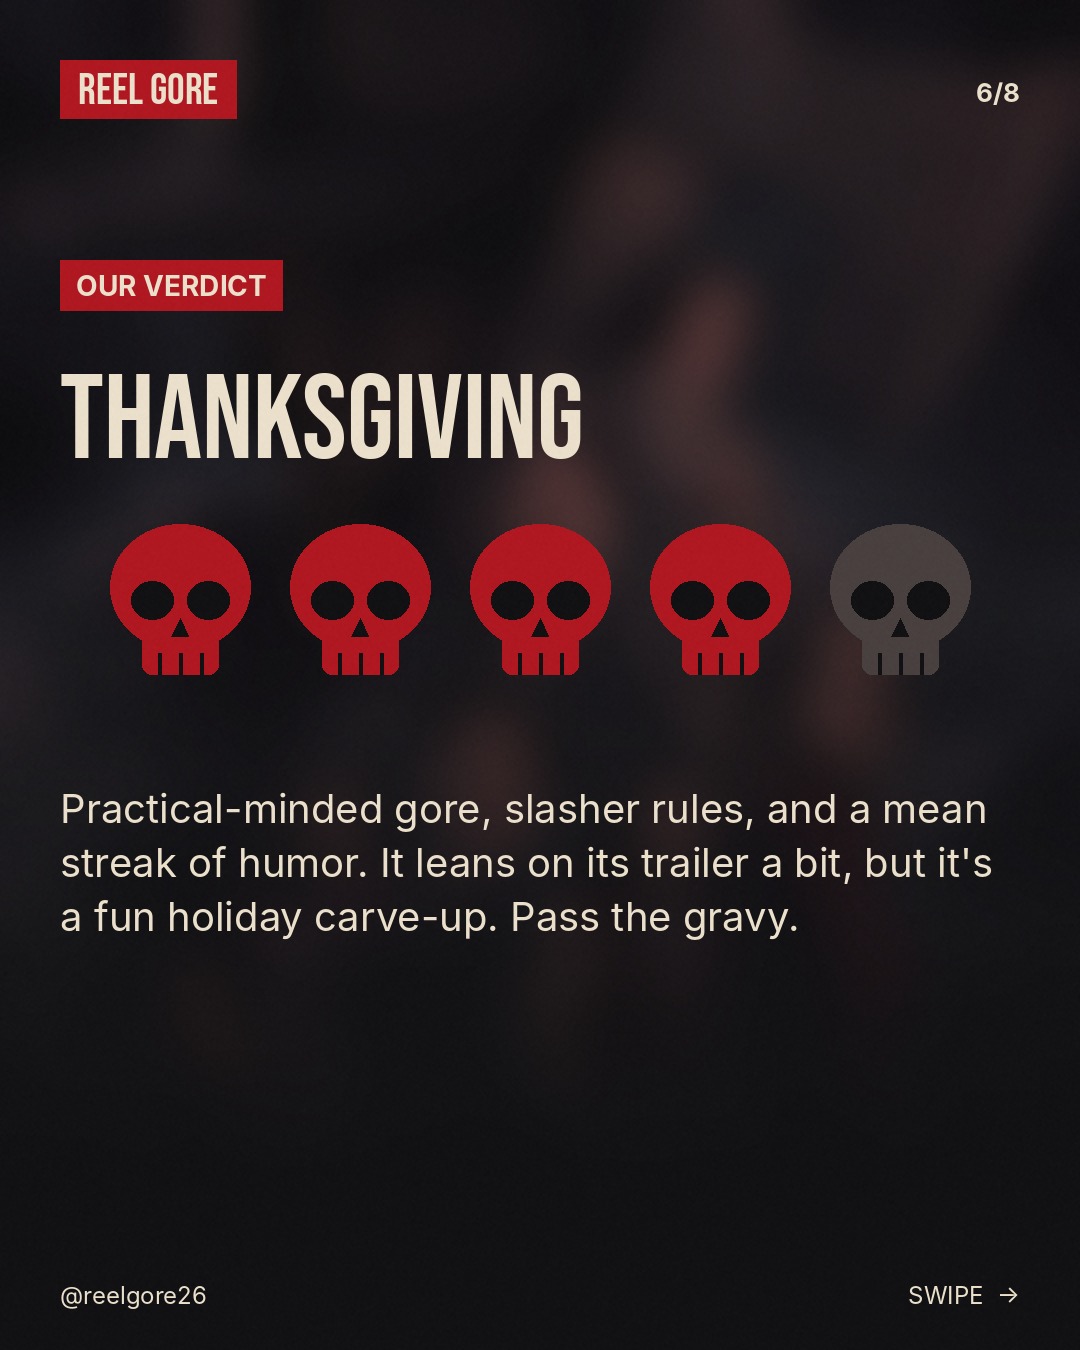 REEL GORE
6/8
OUR VERDICT
THANKSGIVING
Practical-minded gore, slasher rules, and a mean
streak of humor. It leans on its trailer a bit, but it's
a fun holiday carve-up. Pass the gravy.
@reelgore26
SWIPE →